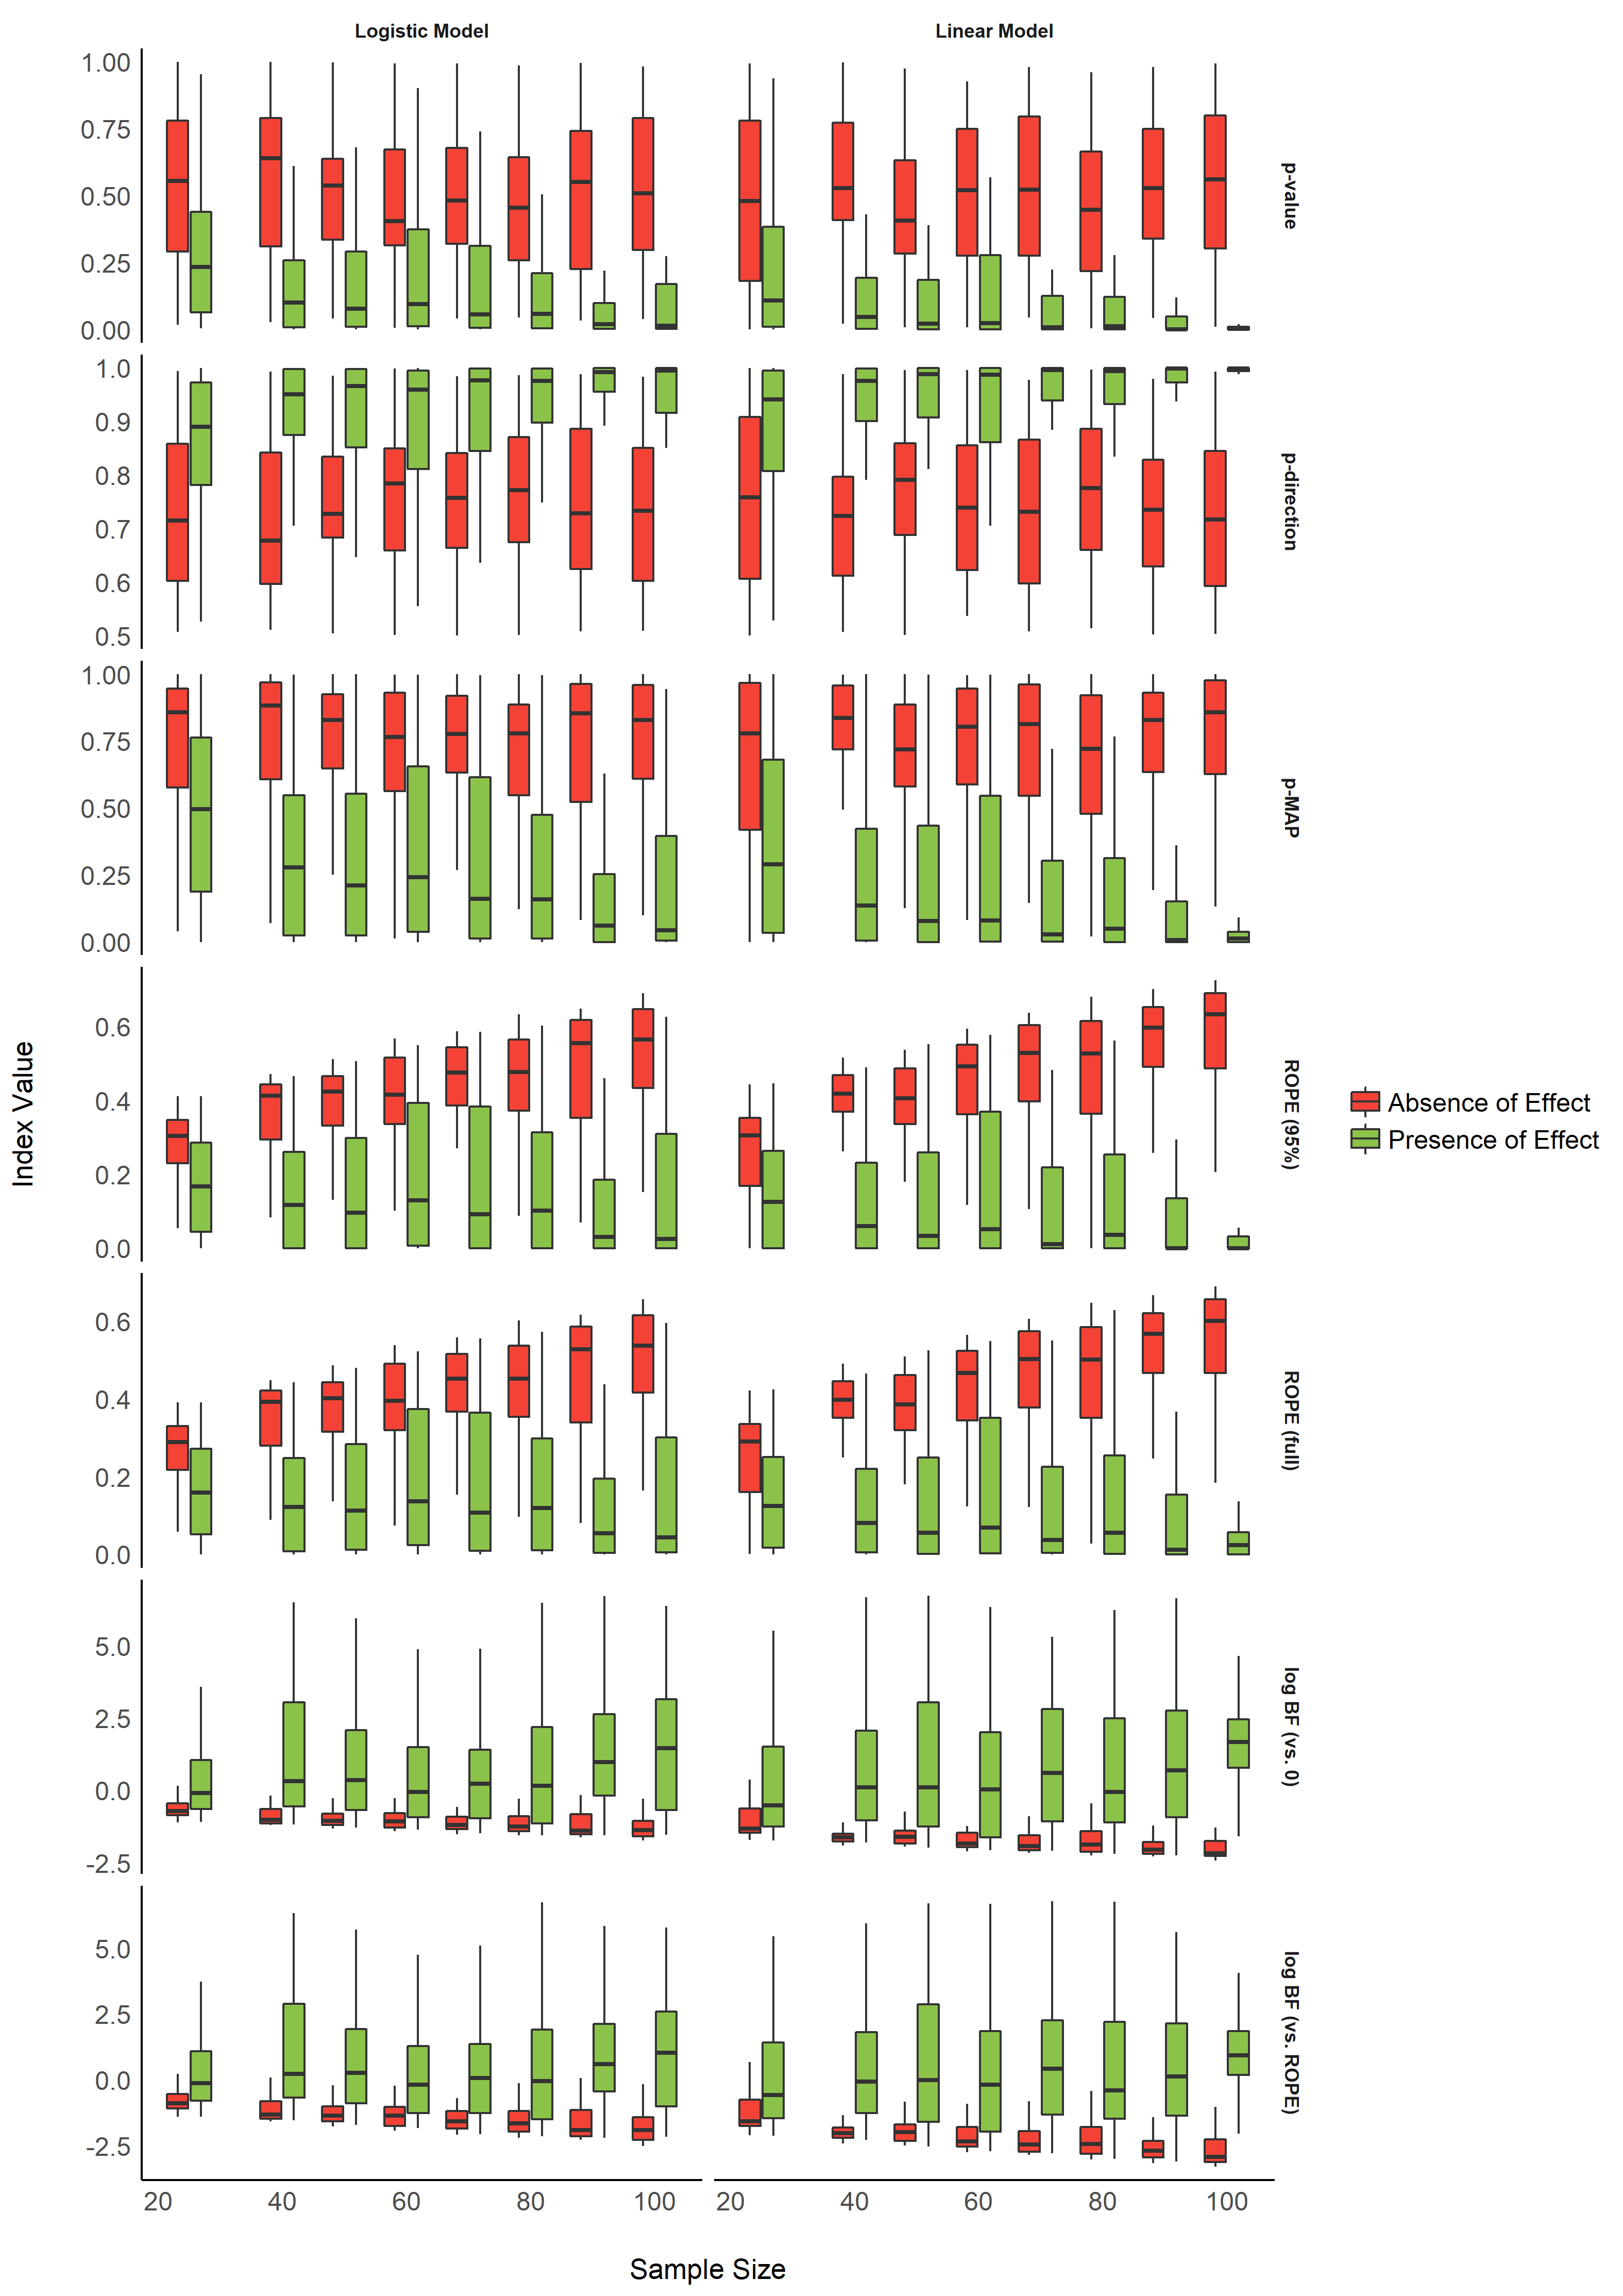 Logistic Model
Linear Model
1.00
0.75
0.50
0.25
0.00
p-value
1.0
0.9
0.8
0.7
0.6
0.5
p-direction
1.00
0.75
0.50
0.25
0.00
p-MAP
0.6
0.4
0.2
0.0
ROPE (95%)
0.6
0.4
0.2
0.0
ROPE (full)
5.0
2.5
0.0
-2.5
log BF (vs. 0)
5.0
2.5
0.0
-2.5
log BF (vs. ROPE)
20 40 60 80 100
20 40 60 80 100
Sample Size
Index Value
Absence of Effect
Presence of Effect